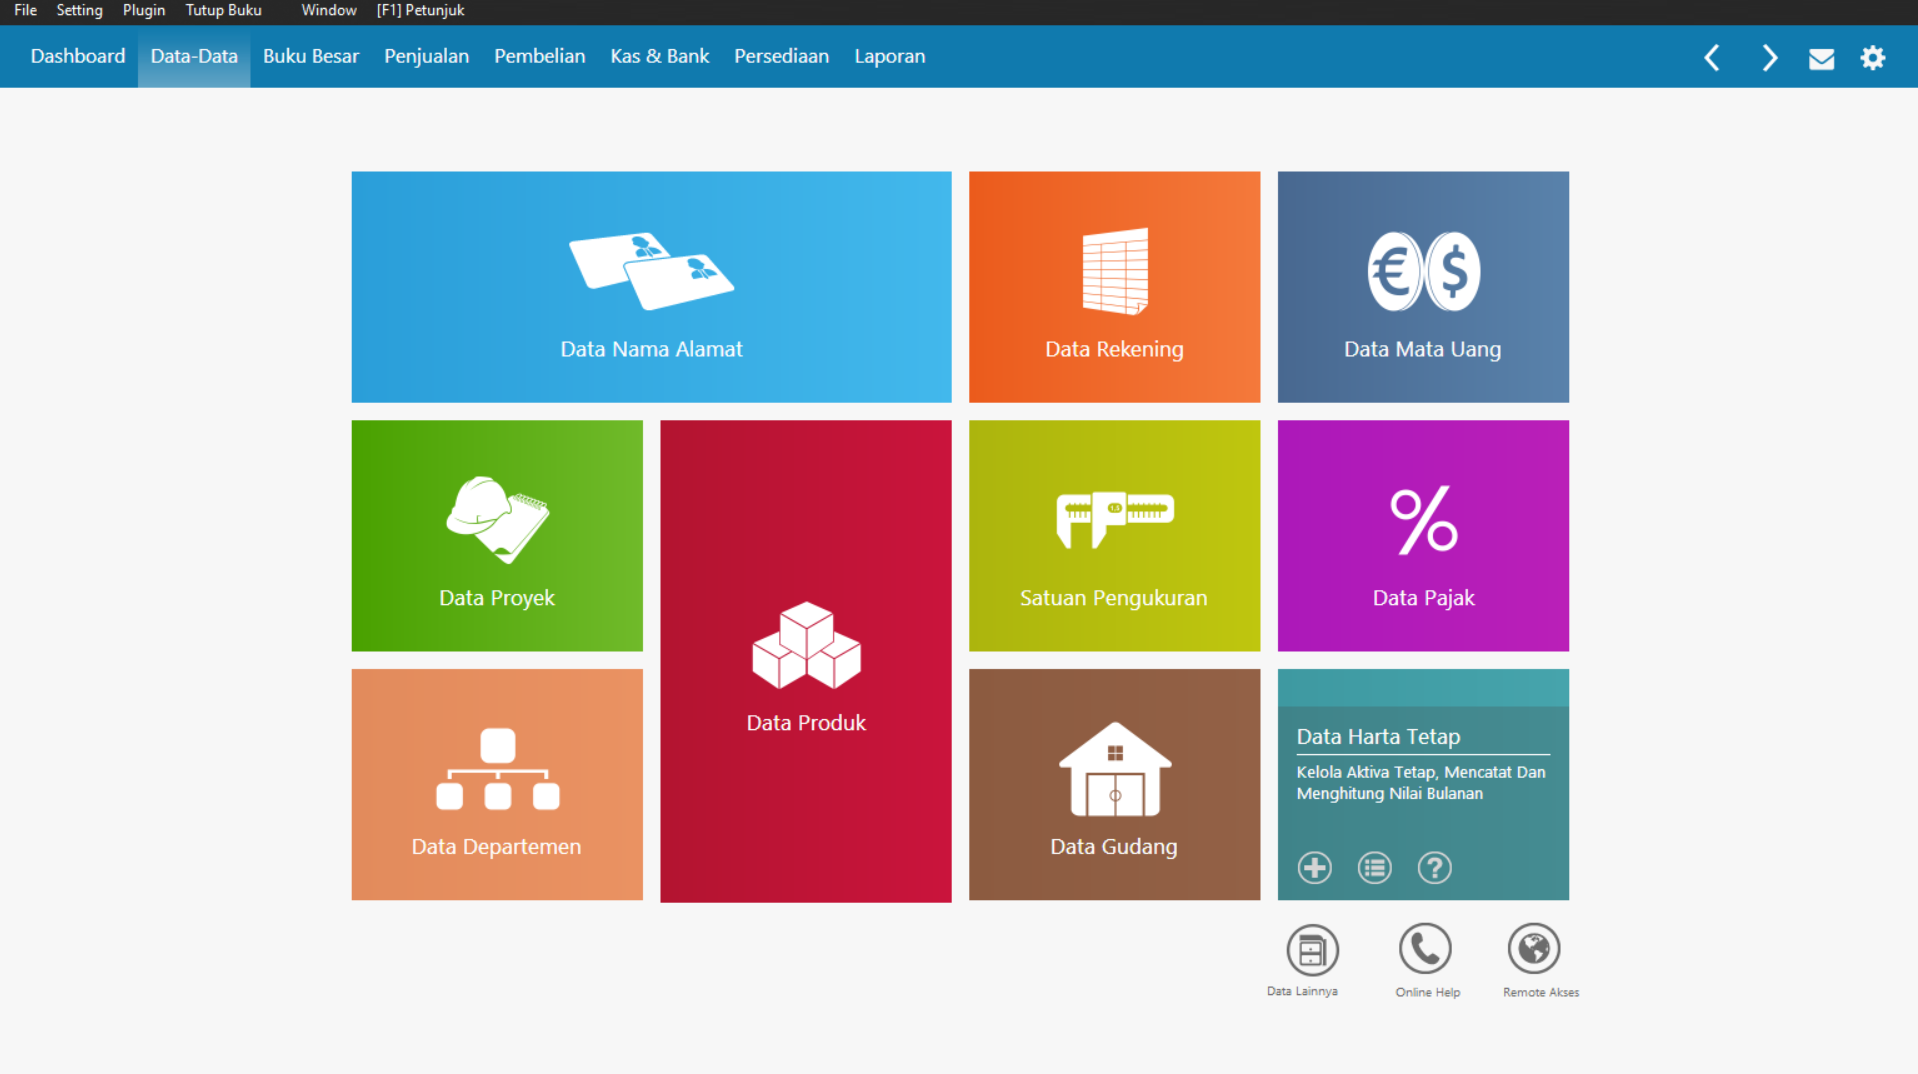 File Setting Plugin Tutup Buku Window [F1] Petunjuk
Dashboard Data-Data Buku Besar Penjualan Pembelian Kas & Bank Persediaan Laporan
Data Nama Alamat
Data Rekening
Data Mata Uang
Data Proyek
Data Produk
Satuan Pengukuran
Data Pajak
Data Departemen
Data Gudang
Data Harta Tetap
Kelola Aktiva Tetap, Mencatat Dan
Menghitung Nilai Bulanan
Data Lainnya
Online Help
Remote Akses